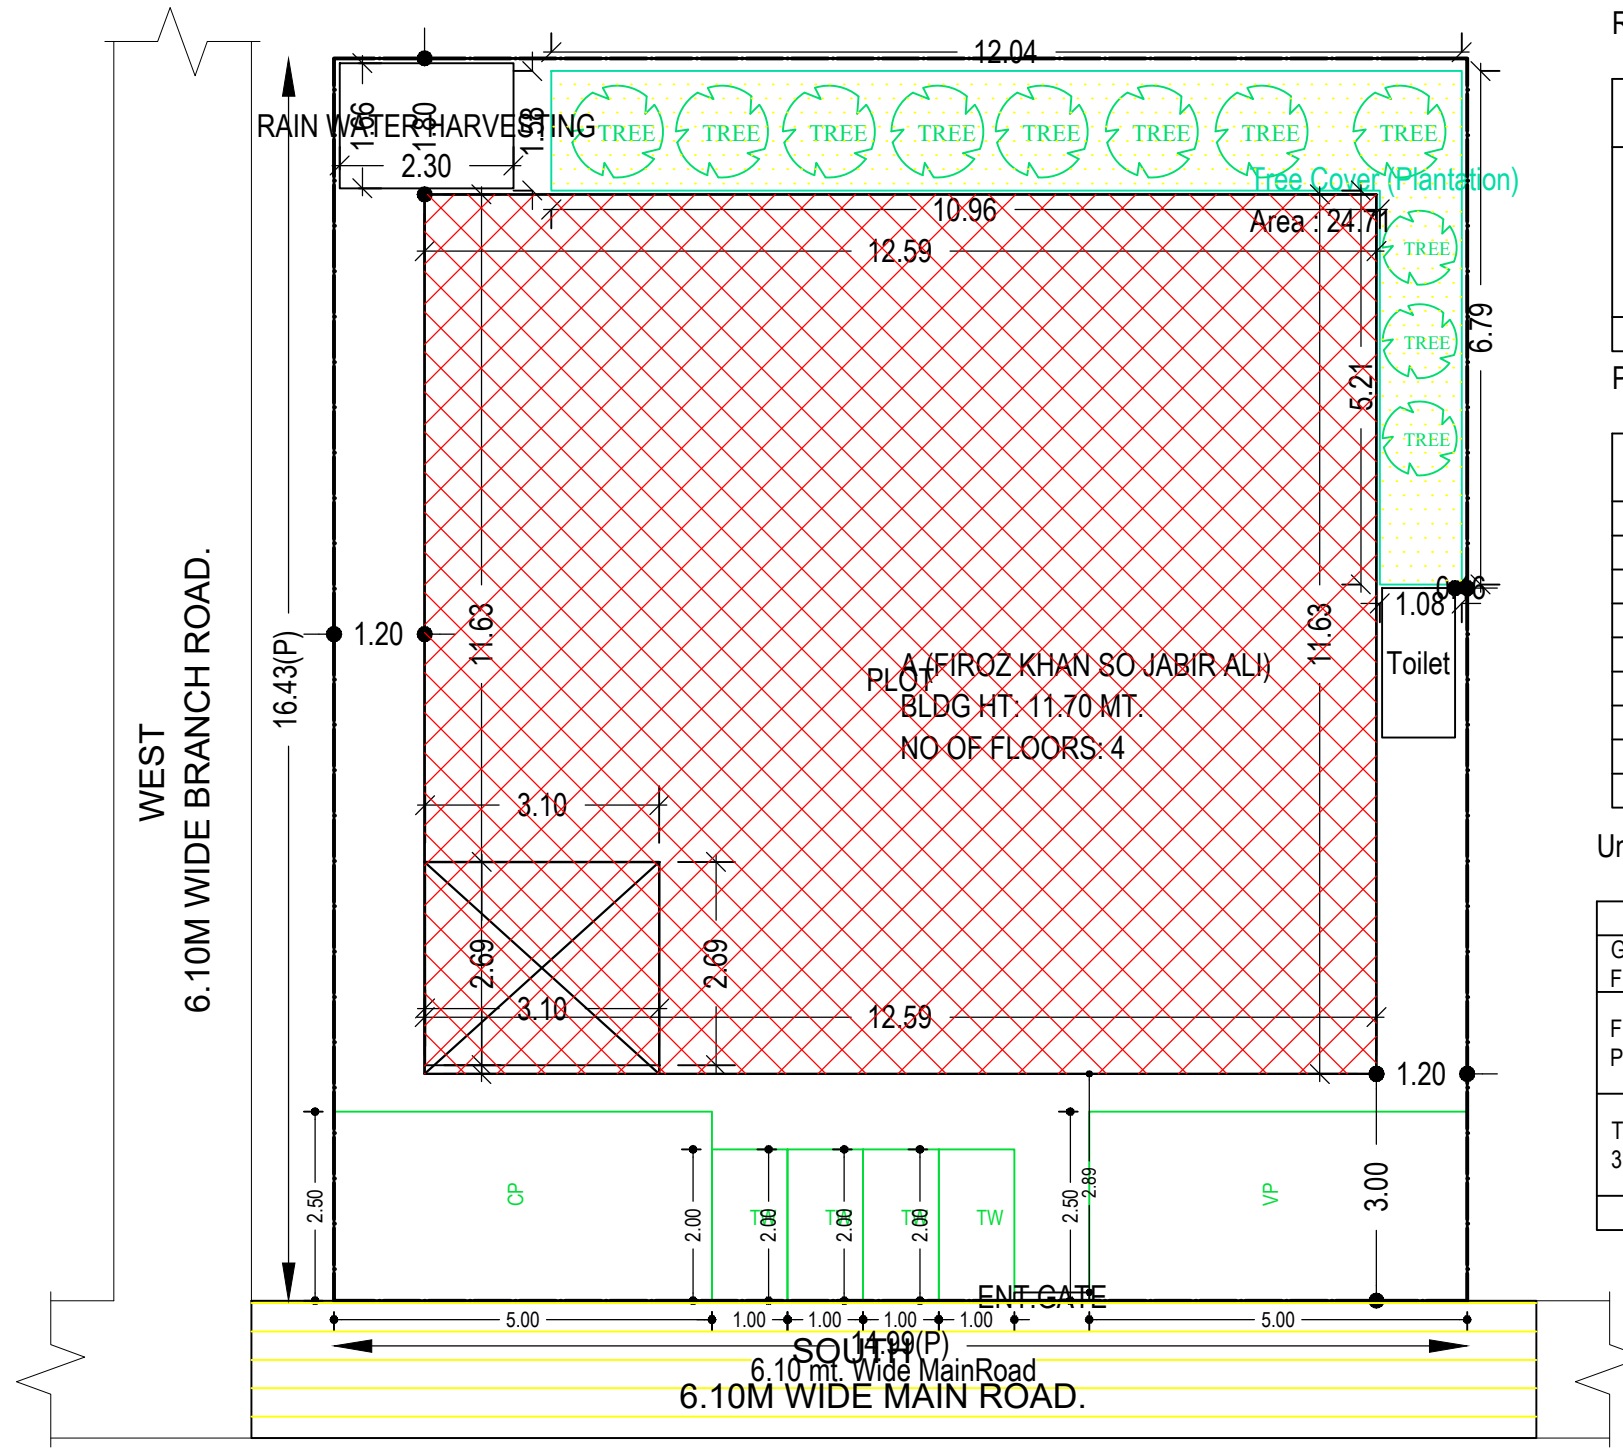 12.04
RAIN WATER HARVESTING
1.66
1.80
1.58
2.30
TREE TREE TREE TREE TREE TREE TREE TREE
Tree Cover (Plantation)
Area : 24.71
10.96
12.59
TREE
TREE
TREE
6.79
5.21
1.08
Toilet
WEST
6.10M WIDE BRANCH ROAD.
16.43(P)
1.20
11.63
11.63
PLOT
A (FIROZ KHAN SO JABIR ALI)
BLDG HT: 11.70 MT.
NO OF FLOORS: 4
3.10
2.69
2.69
3.10
12.59
1.20
2.50
CP
2.00
2.00
2.00
2.00
TW
2.50
2.89
VP
3.00
ENT.GATE
5.00 1.00 1.00 1.00 1.00 5.00
14.99(P)
SOUTH
6.10 mt. Wide MainRoad
6.10M WIDE MAIN ROAD.